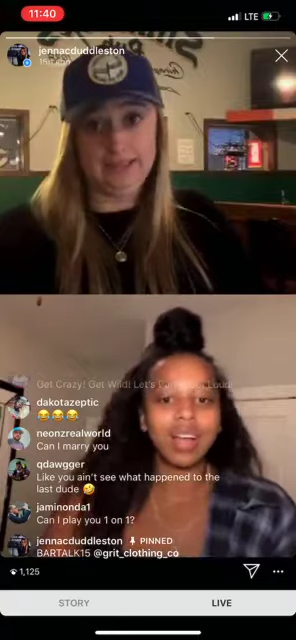 11:40
LTE
jennacduddleston
Get Crazy! Get Wild! Let's
dakotazeptic
😂😂😂
neonzrealworld
Can I marry you
qdawgger
Like you ain't see what happened to the
last dude 🤣
jaminonda1
Can I play you 1 on 1?
jennacduddleston PINNED
BARTALK15 @grit_clothing_co
1,125
STORY
LIVE